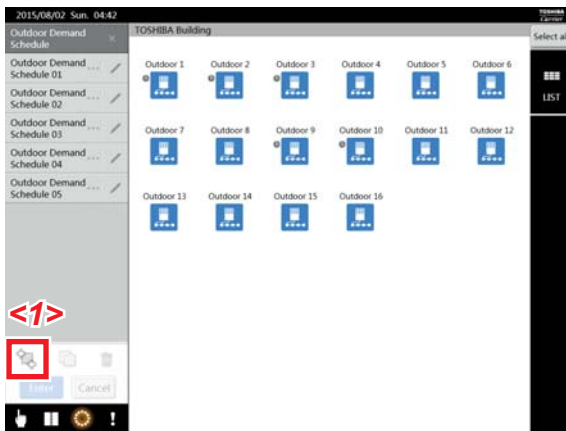 2015/08/02 Sun. 04:42
TOSHIBA
Carrier
Outdoor Demand
Schedule
×
TOSHIBA Building
Select al
Outdoor Demand ...
Schedule 01
Outdoor Demand ...
Schedule 02
Outdoor Demand ...
Schedule 03
Outdoor Demand ...
Schedule 04
Outdoor Demand ...
Schedule 05
Outdoor 1 Outdoor 2 Outdoor 3 Outdoor 4 Outdoor 5 Outdoor 6
Outdoor 7 Outdoor 8 Outdoor 9 Outdoor 10 Outdoor 11 Outdoor 12
Outdoor 13 Outdoor 14 Outdoor 15 Outdoor 16
LIST
<1>
Enter Cancel
!